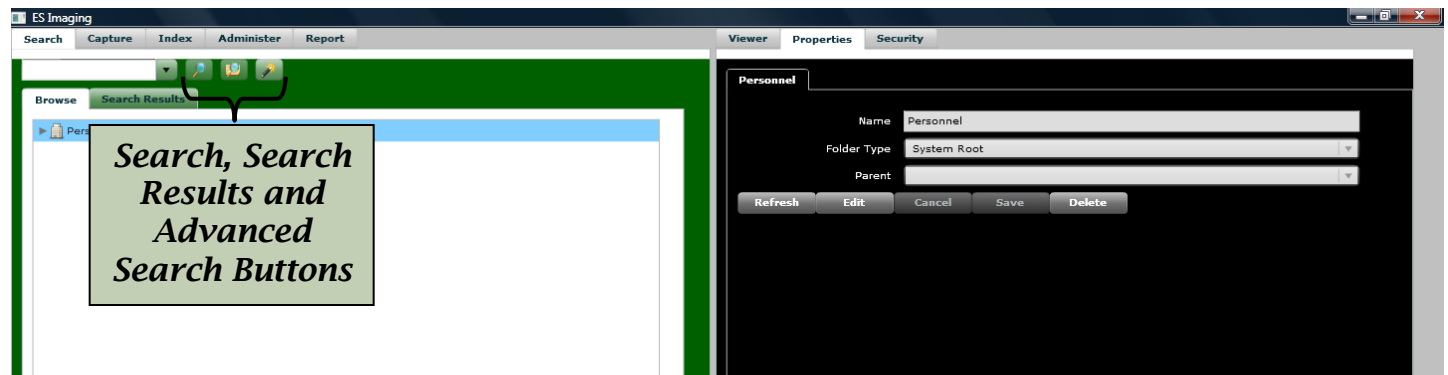 ES Imaging
Search Capture Index Administer Report
Viewer Properties Security
Browse Search Results
Search, Search
Results and
Advanced
Search Buttons
Personnel
Name Personnel
Folder Type System Root
Parent
Refresh Edit Cancel Save Delete